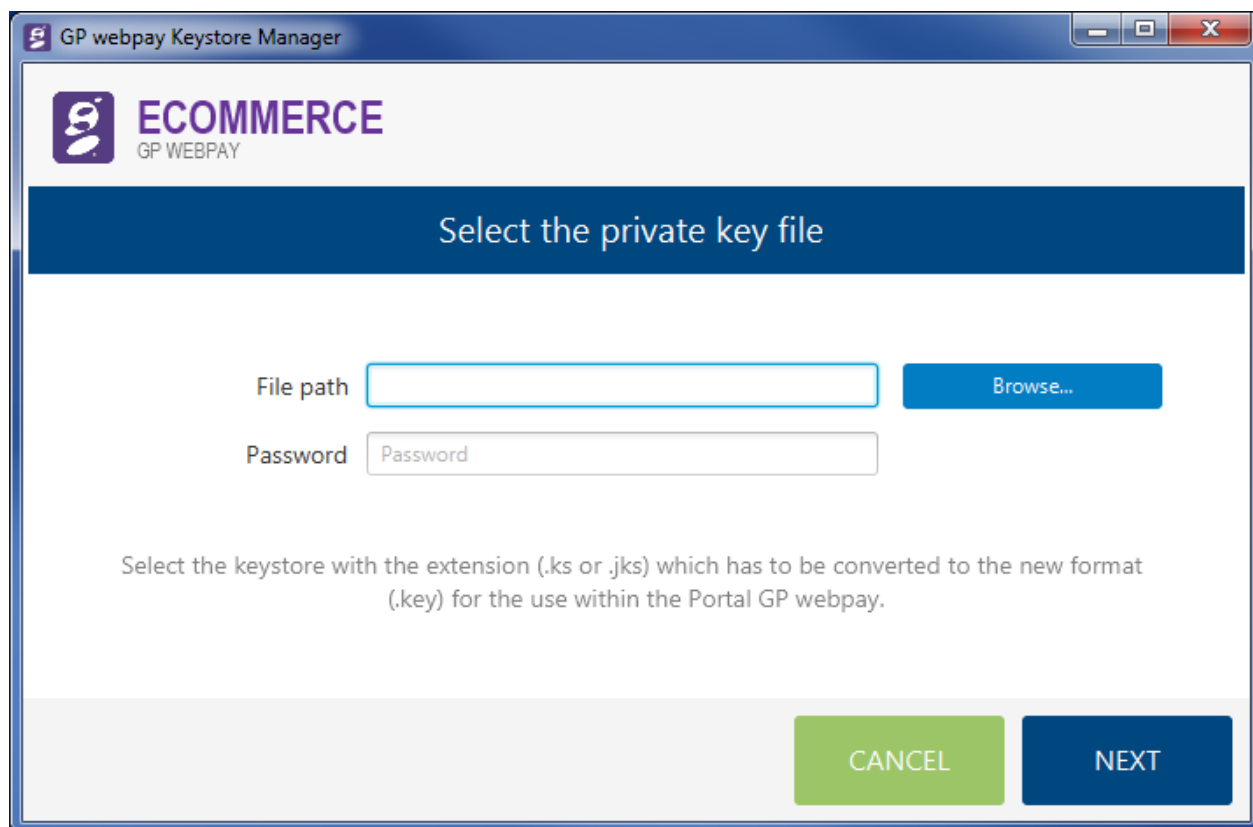 GP webpay Keystore Manager
ECOMMERCE
GP WEBPAY
Select the private key file
File path
Browse...
Password Password
Select the keystore with the extension (.ks or .jks) which has to be converted to the new format
(.key) for the use within the Portal GP webpay.
CANCEL NEXT